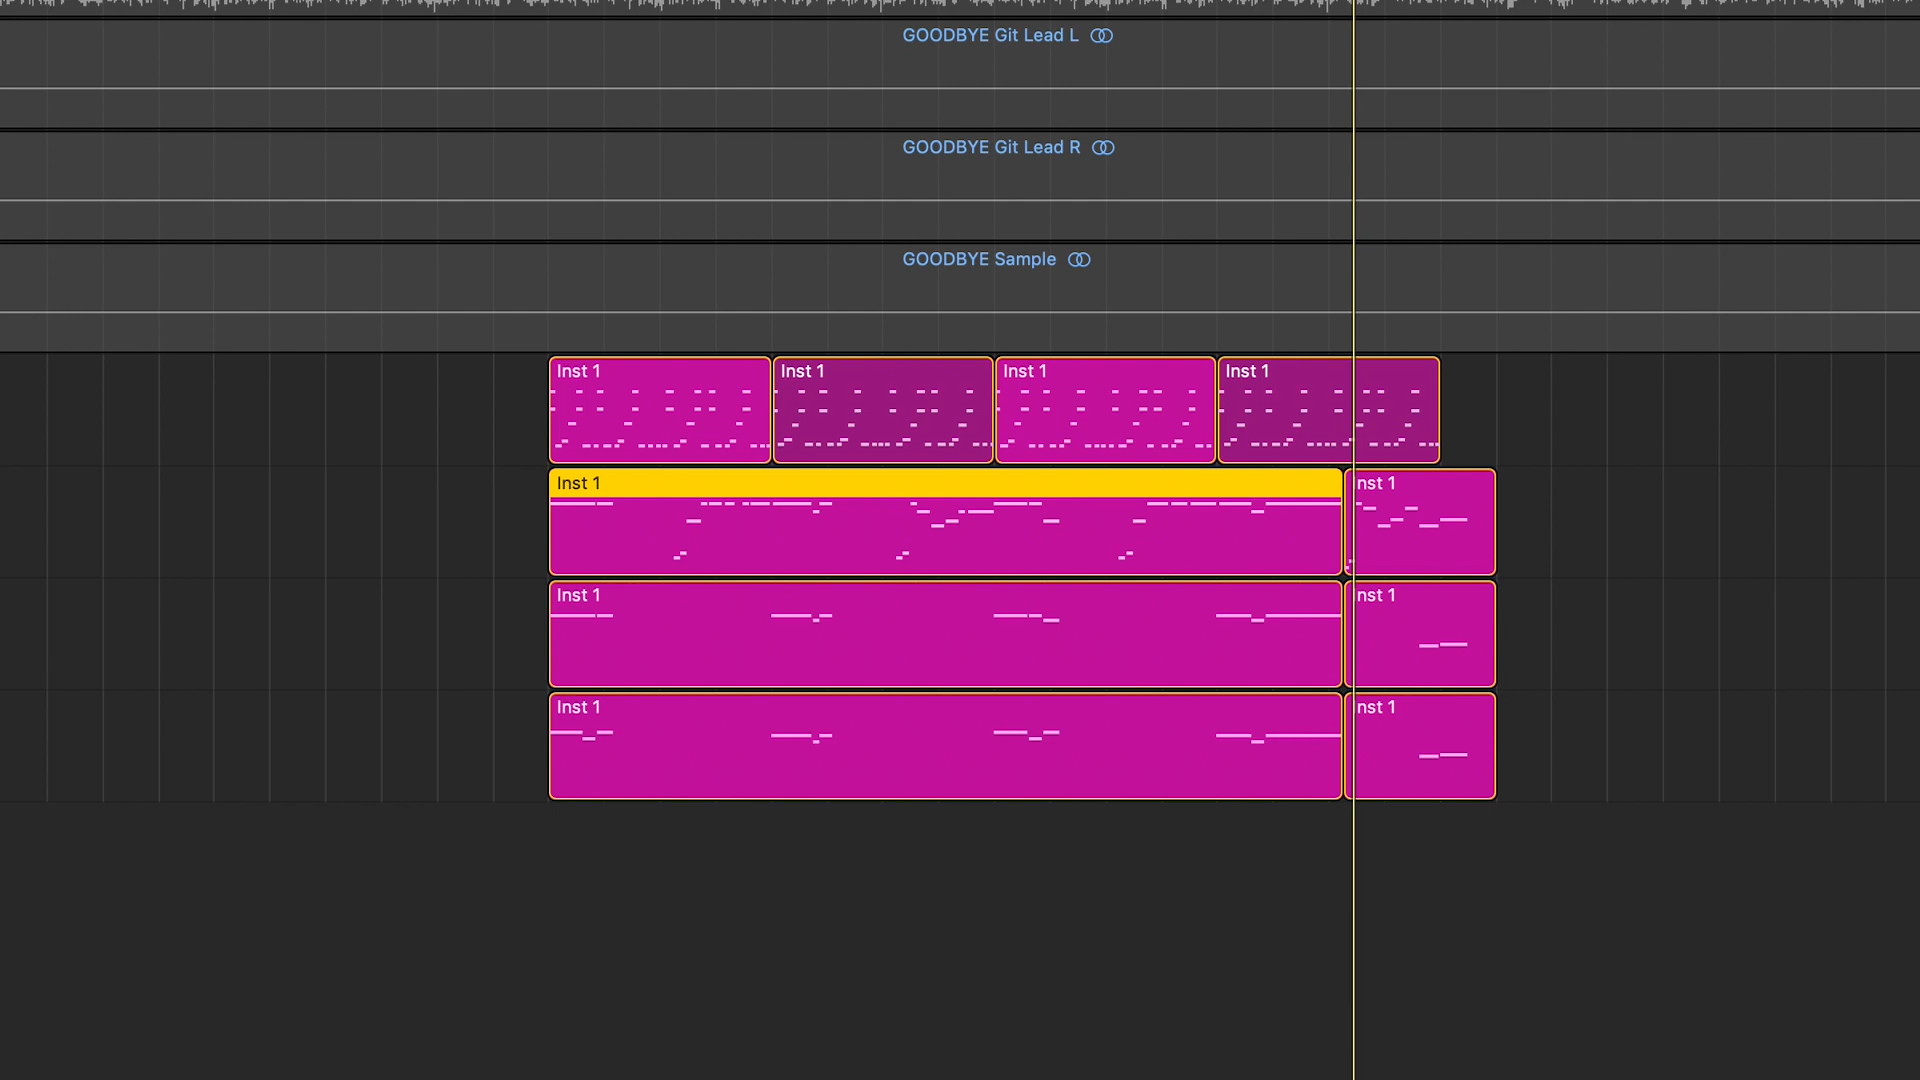 GOODBYE Git Lead L
GOODBYE Git Lead R
GOODBYE Sample
Inst 1 Inst 1 Inst 1 Inst 1
Inst 1 nst 1
Inst 1 nst 1
Inst 1 nst 1